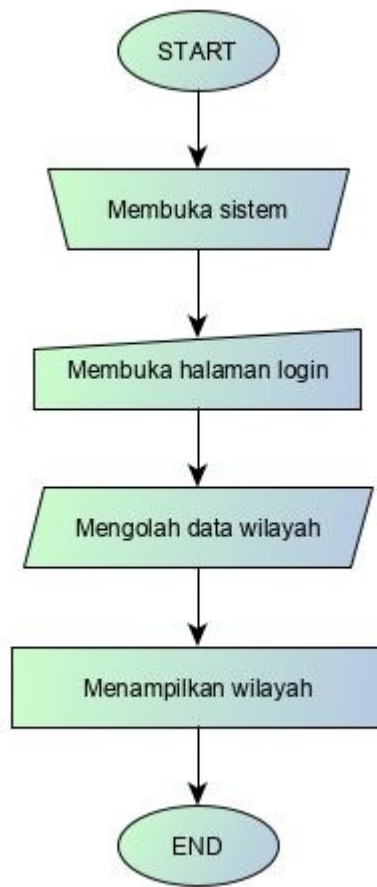 START
Membuka sistem
Membuka halaman login
Mengolah data wilayah
Menampilkan wilayah
END